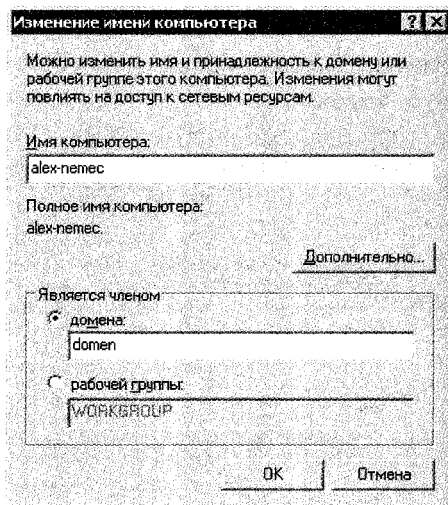 Изменение имени компьютера
Можно изменить имя и принадлежность к домену или
рабочей группе этого компьютера. Изменения могут
повлиять на доступ к сетевым ресурсам.
Имя компьютера:
alex-nemec
Полное имя компьютера:
alex-nemec.
Дополнительно...
Является членом
домена:
domen
рабочей группы:
WORKGROUP
OK
Отмена